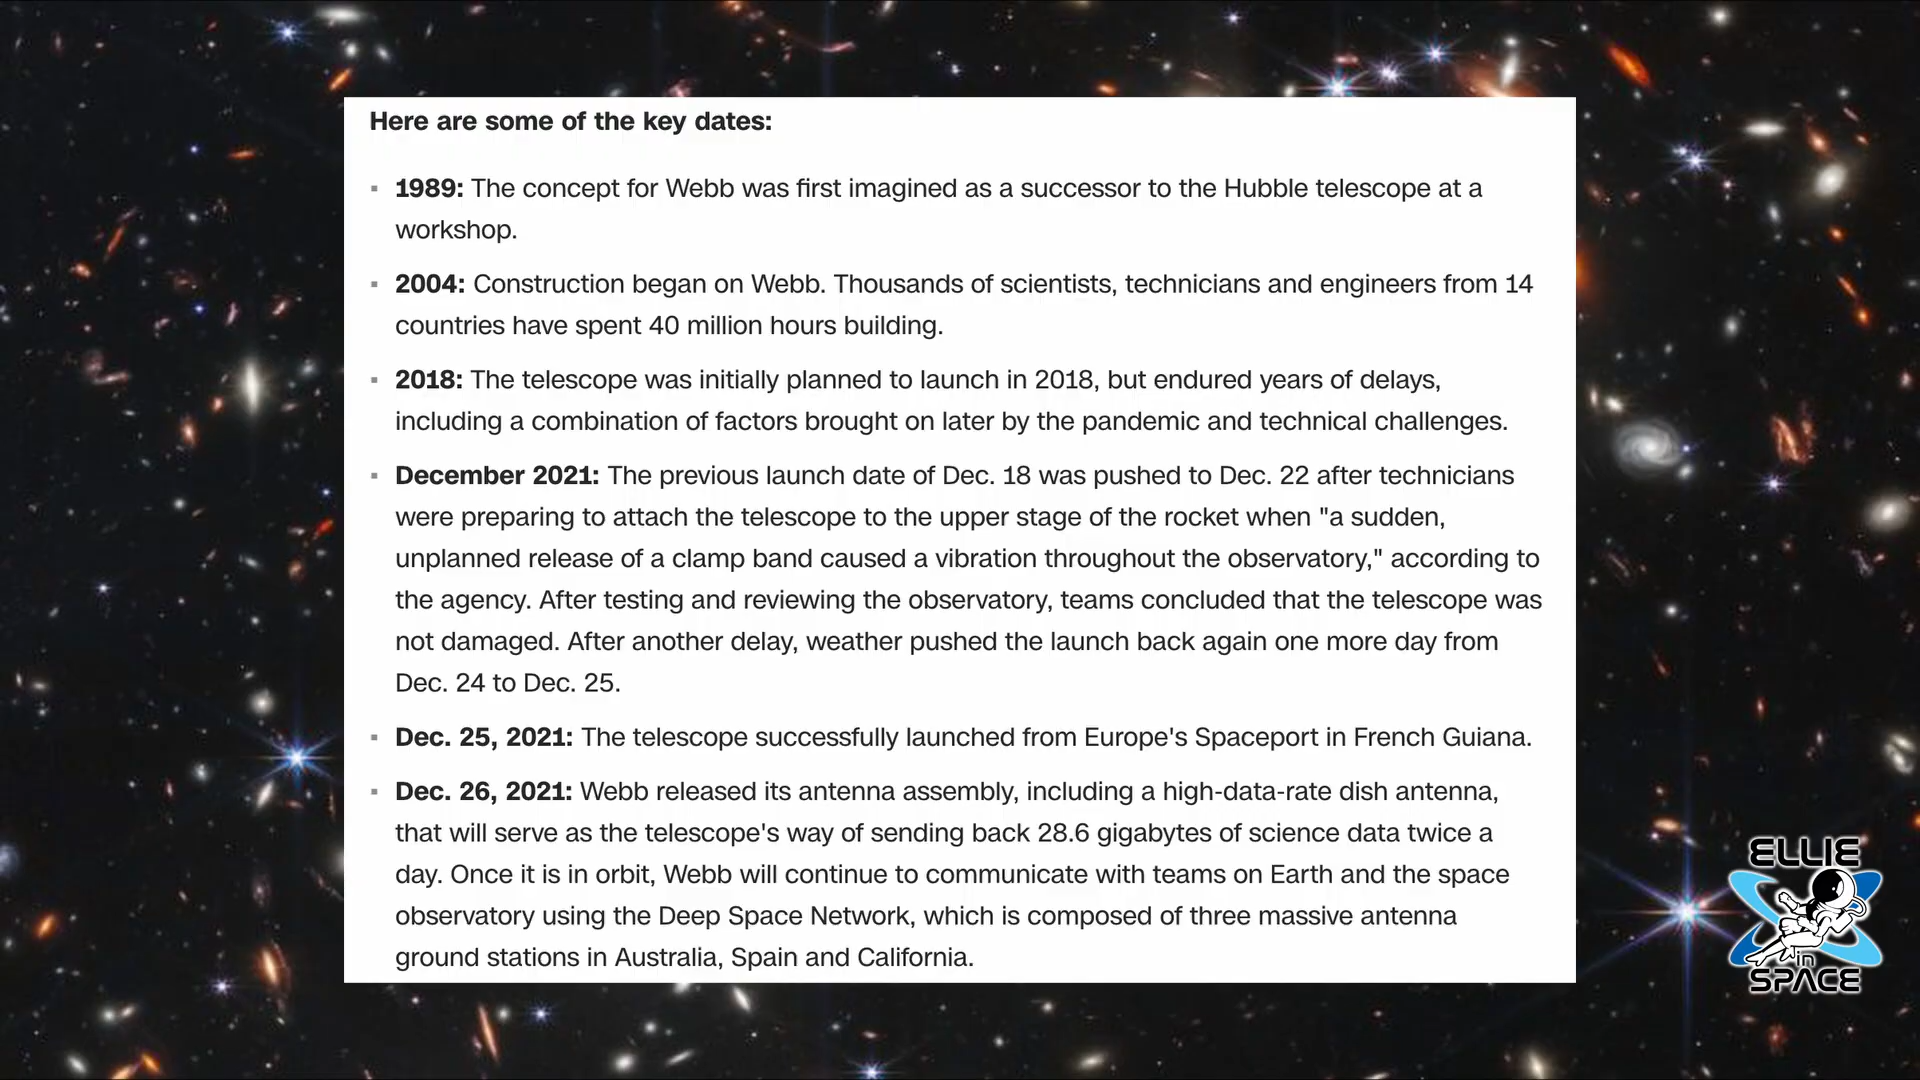 Here are some of the key dates:
▪ 1989: The concept for Webb was first imagined as a successor to the Hubble telescope at a
workshop.
▪ 2004: Construction began on Webb. Thousands of scientists, technicians and engineers from 14
countries have spent 40 million hours building.
▪ 2018: The telescope was initially planned to launch in 2018, but endured years of delays,
including a combination of factors brought on later by the pandemic and technical challenges.
▪ December 2021: The previous launch date of Dec. 18 was pushed to Dec. 22 after technicians
were preparing to attach the telescope to the upper stage of the rocket when "a sudden,
unplanned release of a clamp band caused a vibration throughout the observatory," according to
the agency. After testing and reviewing the observatory, teams concluded that the telescope was
not damaged. After another delay, weather pushed the launch back again one more day from
Dec. 24 to Dec. 25.
▪ Dec. 25, 2021: The telescope successfully launched from Europe's Spaceport in French Guiana.
▪ Dec. 26, 2021: Webb released its antenna assembly, including a high-data-rate dish antenna,
that will serve as the telescope's way of sending back 28.6 gigabytes of science data twice a
day. Once it is in orbit, Webb will continue to communicate with teams on Earth and the space
observatory using the Deep Space Network, which is composed of three massive antenna
ground stations in Australia, Spain and California.
ELLIE
in
SPACE